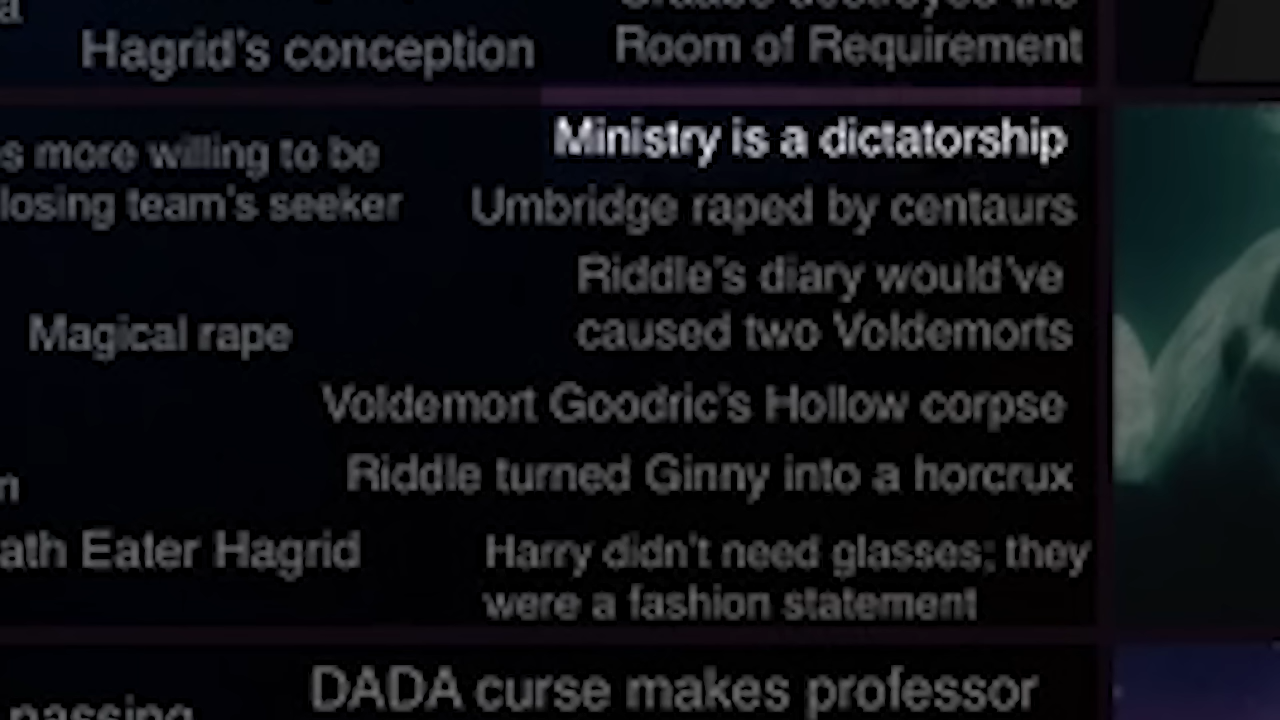 Hagrid's conception
Room of Requirement
Ministry is a dictatorship
s more willing to be
losing team's seeker
Umbridge raped by centaurs
Riddle's diary would've
caused two Voldemorts
Magical rape
Voldemort Goodric's Hollow corpse
Riddle turned Ginny into a horcrux
ath Eater Hagrid
Harry didn't need glasses; they
were a fashion statement
DADA curse makes professor
passing